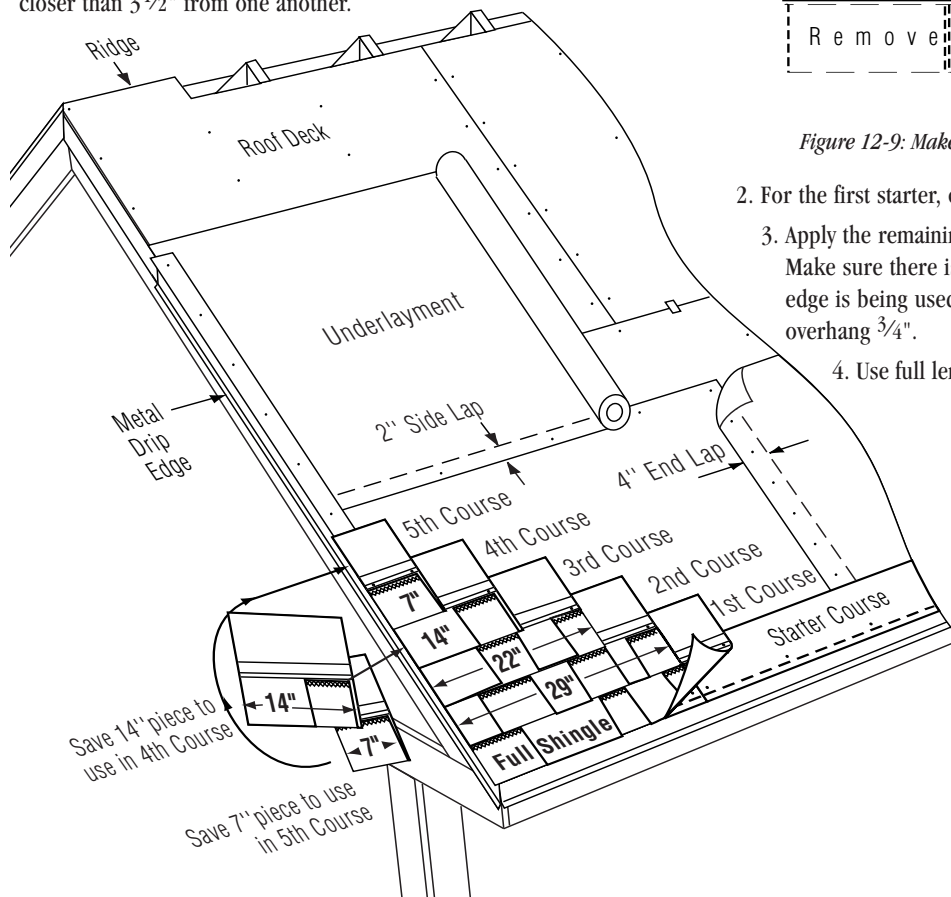 closer than 3 1/2" from one another.
Ridge
Roof Deck
Underlayment
Metal
Drip
Edge
2" Side Lap
4" End Lap
5th Course
4th Course
3rd Course
2nd Course
1st Course
Starter Course
7"
14"
22"
29"
Full Shingle
14"
7"
Save 14" piece to
use in 4th Course
Save 7" piece to use
in 5th Course
Remove
Figure 12-9: Make
2. For the first starter,
3. Apply the
Make sure there
edge is being used
overhang 3/4".
4. Use full